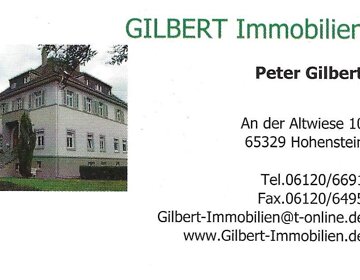 GILBERT Immobilien
Peter Gilbert
An der Altwiese 10
65329 Hohenstein
Tel.06120/6691
Fax.06120/6495
Gilbert-Immobilien@t-online.de
www.Gilbert-Immobilien.de